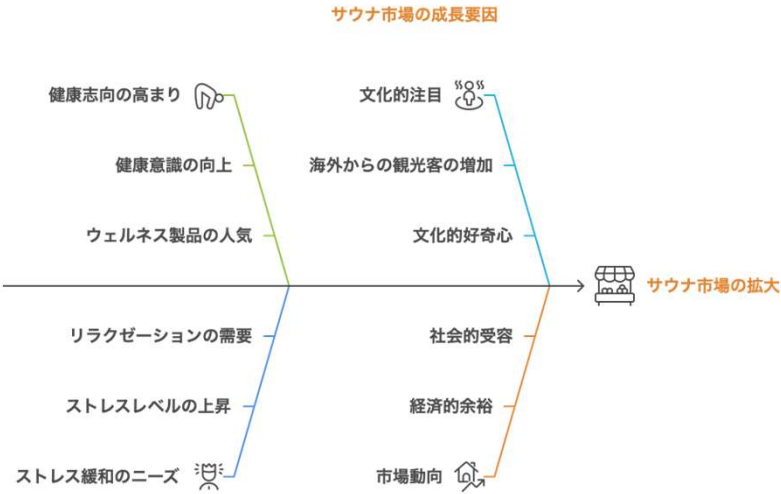 サウナ市場の成長要因
健康志向の高まり
健康意識の向上
ウェルネス製品の人気
文化的注目
海外からの観光客の増加
文化的好奇心
サウナ市場の拡大
リラクゼーションの需要
ストレスレベルの上昇
ストレス緩和のニーズ
社会的受容
経済的余裕
市場動向